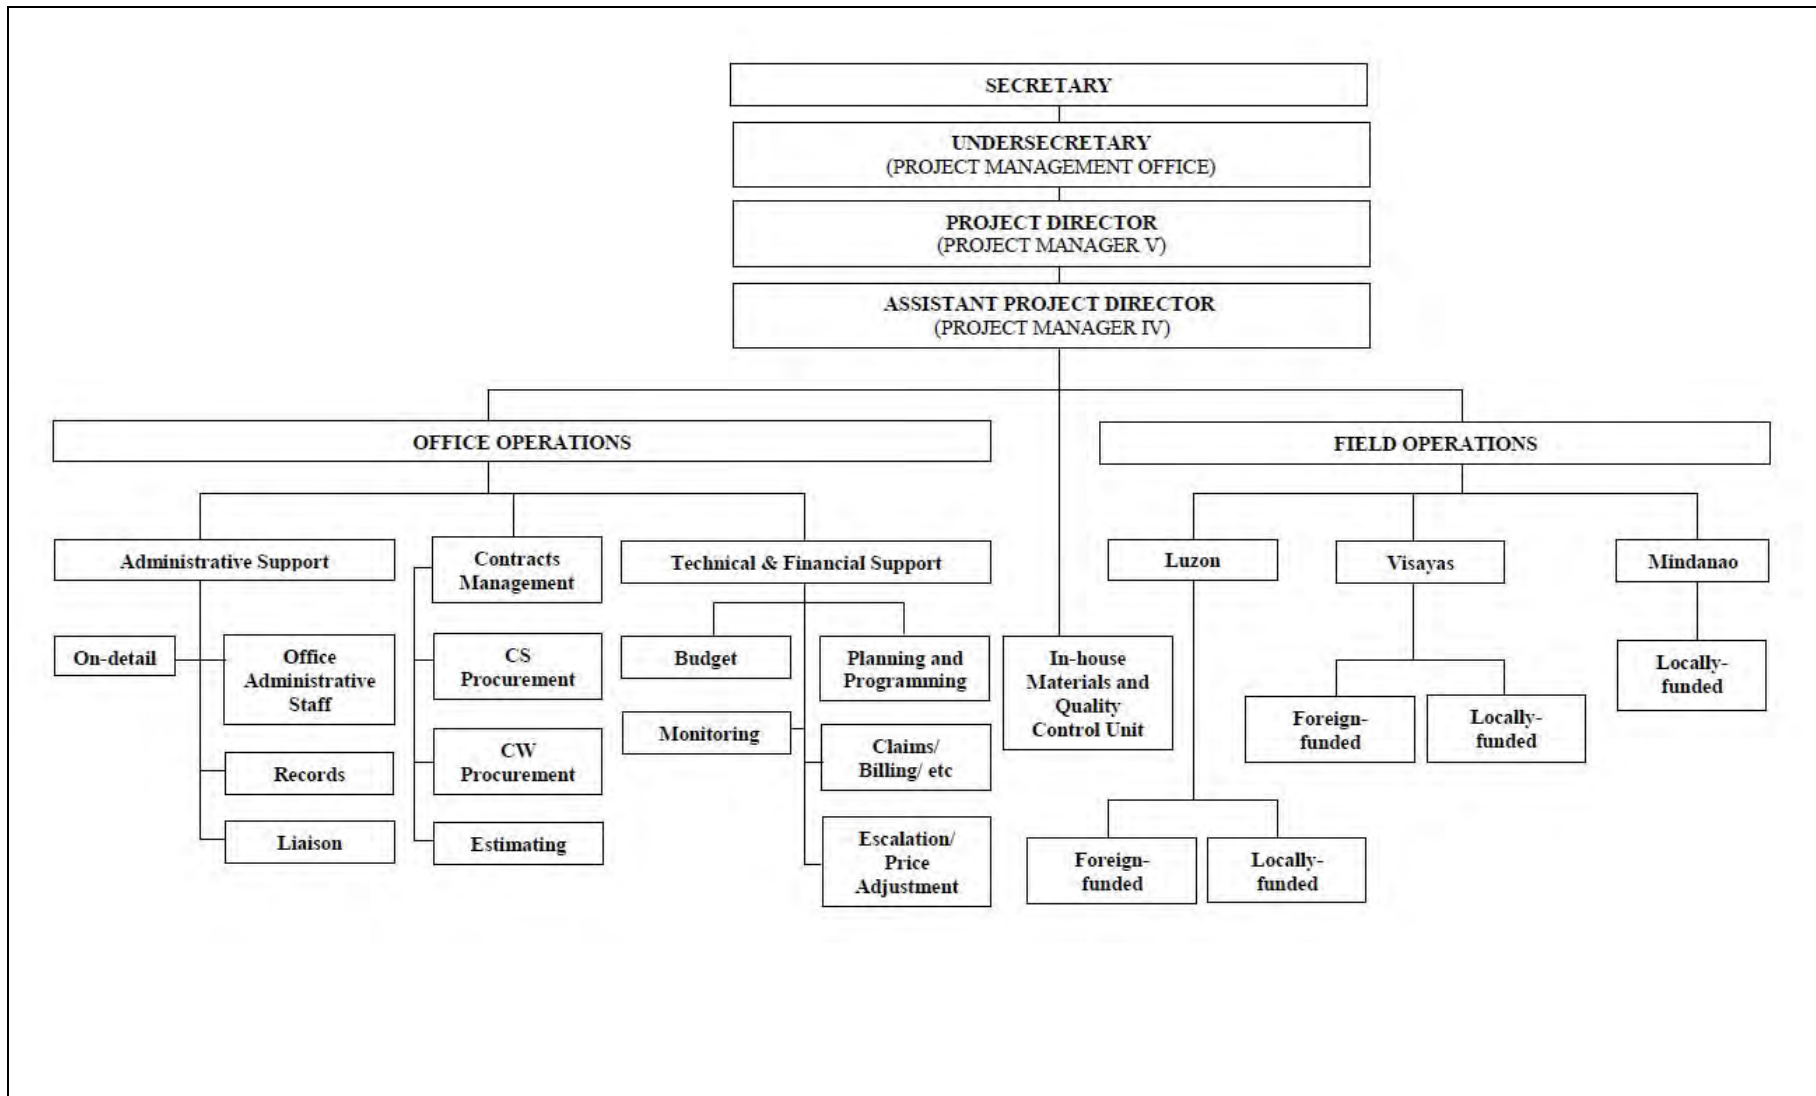 SECRETARY
UNDERSECRETARY
(PROJECT MANAGEMENT OFFICE)
PROJECT DIRECTOR
(PROJECT MANAGER V)
ASSISTANT PROJECT DIRECTOR
(PROJECT MANAGER IV)
OFFICE OPERATIONS
FIELD OPERATIONS
Administrative Support
Contracts
Management
Technical & Financial Support
Luzon
Visayas
Mindanao
On-detail
Office
Administrative
Staff
CS
Procurement
Budget
Planning and
Programming
In-house
Materials and
Quality
Control Unit
Locally-
funded
Records
CW
Procurement
Monitoring
Claims/
Billing/ etc
Foreign-
funded
Locally-
funded
Liaison
Estimating
Escalation/
Price
Adjustment
Foreign-
funded
Locally-
funded